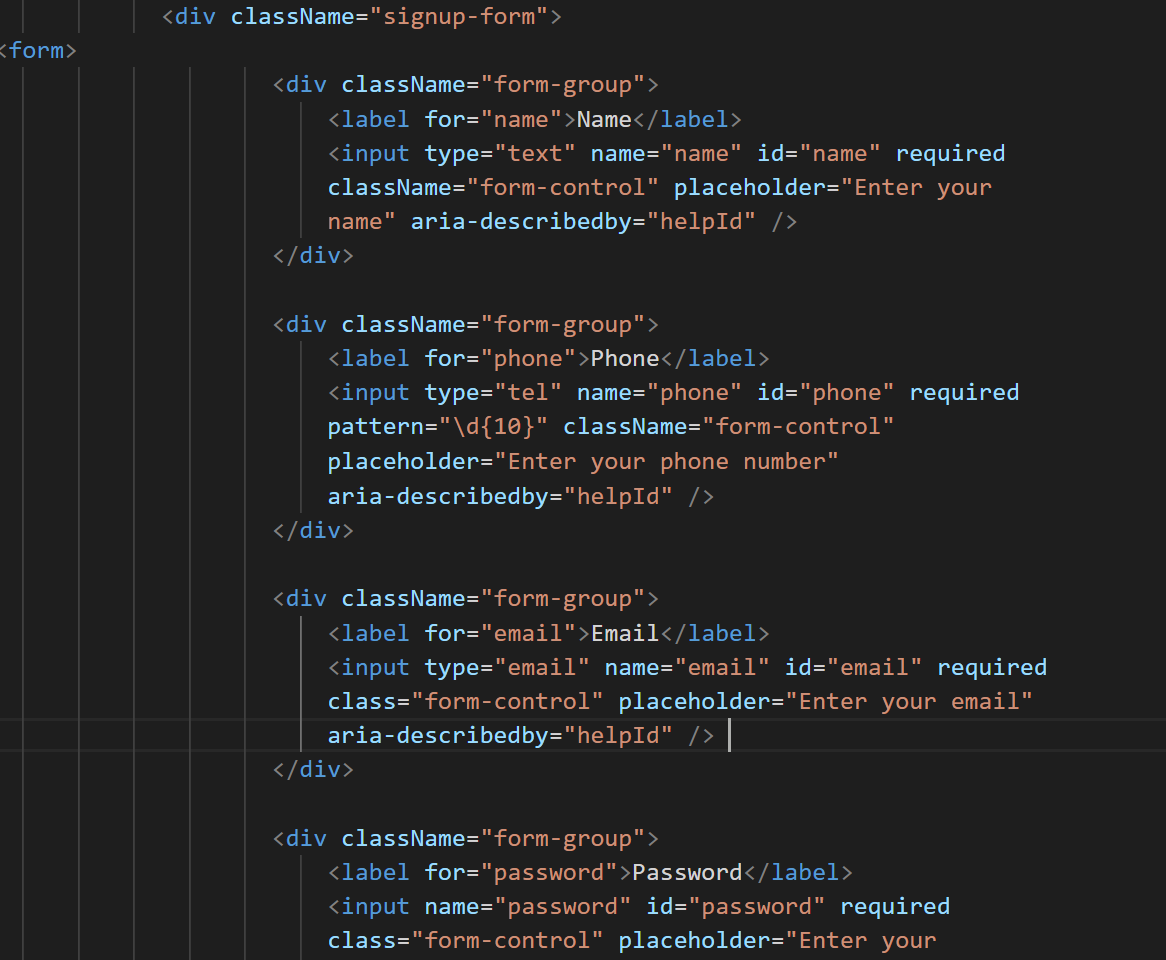 <div className="signup-form">
<form>
<div className="form-group">
<label for="name">Name</label>
<input type="text" name="name" id="name" required
className="form-control" placeholder="Enter your
name" aria-describedby="helpId" />
</div>
<div className="form-group">
<label for="phone">Phone</label>
<input type="tel" name="phone" id="phone" required
pattern="\d{10}" className="form-control"
placeholder="Enter your phone number"
aria-describedby="helpId" />
</div>
<div className="form-group">
<label for="email">Email</label>
<input type="email" name="email" id="email" required
class="form-control" placeholder="Enter your email"
aria-describedby="helpId" />
</div>
<div className="form-group">
<label for="password">Password</label>
<input name="password" id="password" required
class="form-control" placeholder="Enter your